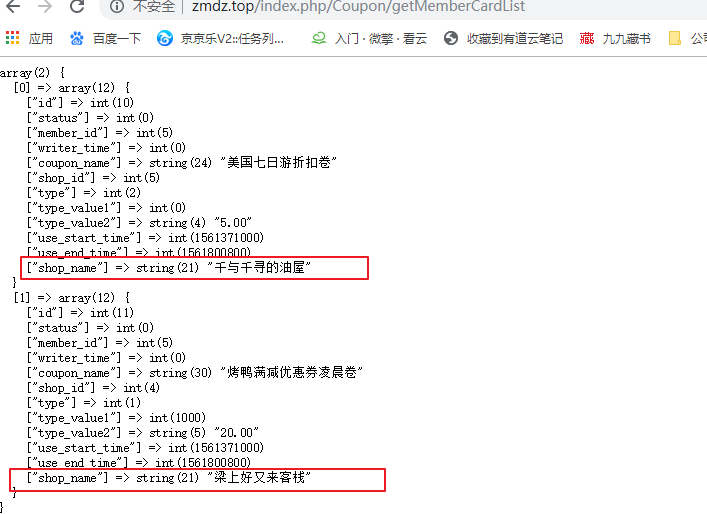 不安全 | zmdz.top/index.php/Coupon/getMemberCardList
应用 百度一下 京京乐V2::任务列... 入门 · 微擎 · 看云 收藏到有道云笔记 藏 九九藏书 公司
array(2) {
[0] => array(12) {
["id"] => int(10)
["status"] => int(0)
["member_id"] => int(5)
["writer_time"] => int(0)
["coupon_name"] => string(24) "美国七日游折扣卷"
["shop_id"] => int(5)
["type"] => int(2)
["type_value1"] => int(0)
["type_value2"] => string(4) "5.00"
["use_start_time"] => int(1561371000)
["use_end_time"] => int(1561800800)
["shop_name"] => string(21) "千与千寻的油屋"
}
[1] => array(12) {
["id"] => int(11)
["status"] => int(0)
["member_id"] => int(5)
["writer_time"] => int(0)
["coupon_name"] => string(30) "烤鸭满减优惠券凌晨卷"
["shop_id"] => int(4)
["type"] => int(1)
["type_value1"] => int(1000)
["type_value2"] => string(5) "20.00"
["use_start_time"] => int(1561371000)
["use_end_time"] => int(1561800800)
["shop_name"] => string(21) "梁上好又来客栈"
}
}